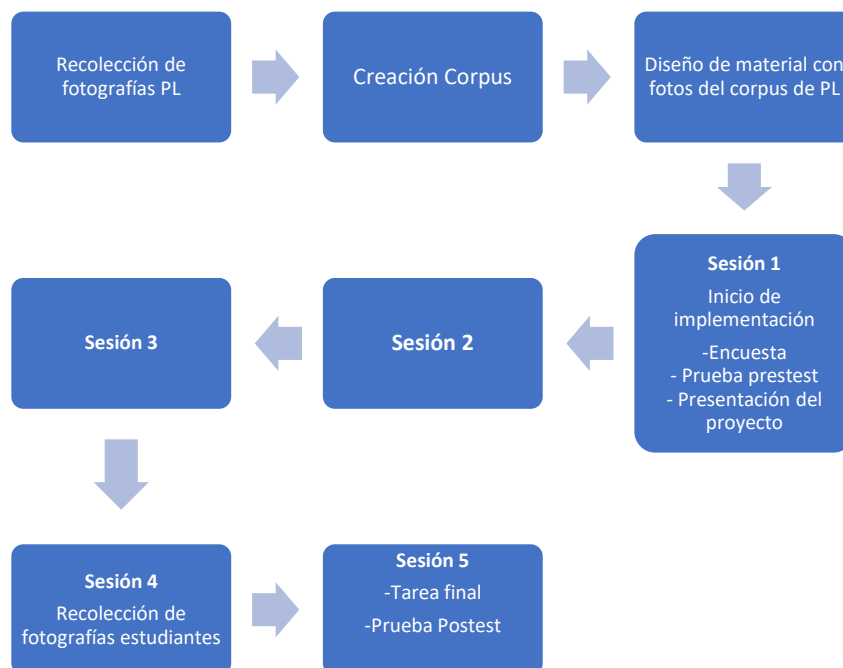 Recolección de
fotografías PL
Creación Corpus
Diseño de material con
fotos del corpus de PL
Sesión 1
Inicio de
implementación
-Encuesta
- Prueba prestest
- Presentación del
proyecto
Sesión 2
Sesión 3
Sesión 4
Recolección de
fotografías estudiantes
Sesión 5
-Tarea final
-Prueba Postest